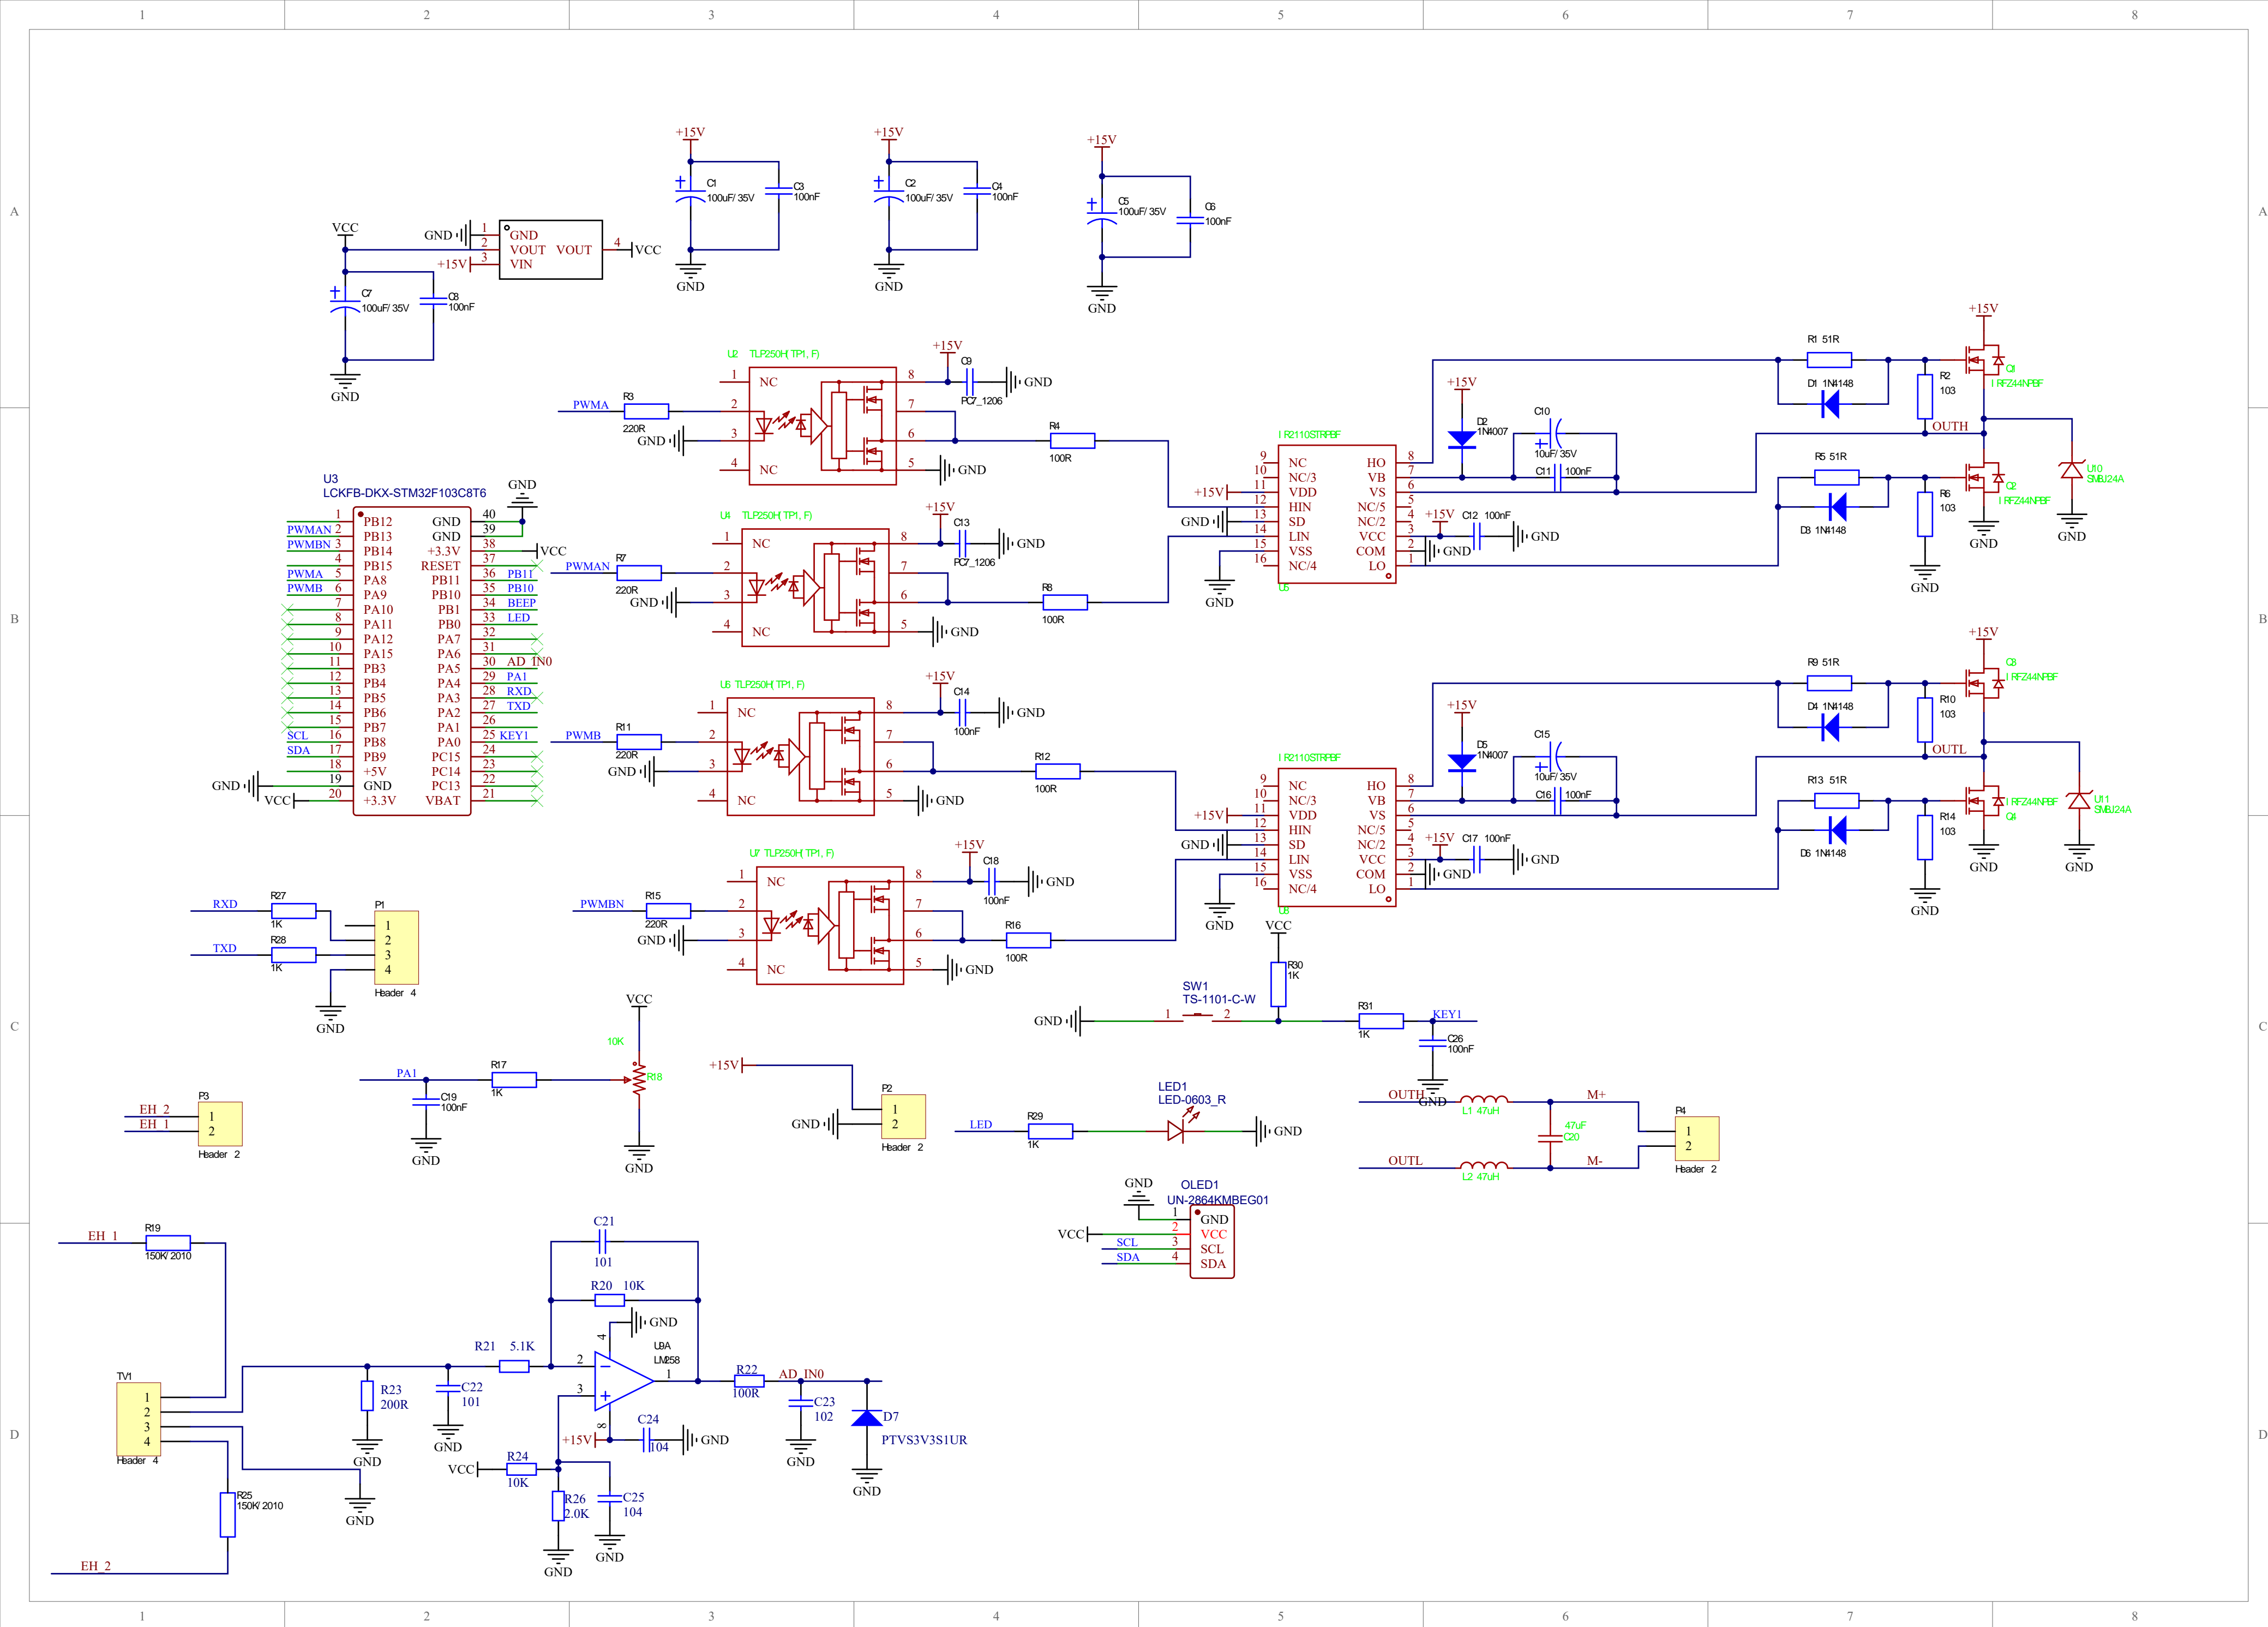 1 2 3 4 5 6 7 8
A A
B B
C C
D D
VCC
C7
100uF/35V
C8
100nF
GND
GND 1 GND
2 VOUT VOUT 4 VCC
+15V 3 VIN
+15V
C1
100uF/35V
C3
100nF
GND
+15V
C2
100uF/35V
C4
100nF
GND
+15V
C5
100uF/35V
C6
100nF
GND
U3
LCKFB-DKX-STM32F103C8T6
GND
1 PB12 GND 40
PWMAN 2 PB13 GND 39
PWMBN 3 PB14 +3.3V 38 VCC
4 PB15 RESET 37
PWMA 5 PA8 PB11 36 PB11
PWMB 6 PA9 PB10 35 PB10
7 PA10 PB1 34 BEEP
8 PA11 PB0 33 LED
9 PA12 PA7 32
10 PA15 PA6 31
11 PB3 PA5 30 AD_IN0
12 PB4 PA4 29 PA1
13 PB5 PA3 28 RXD
14 PB6 PA2 27 TXD
15 PB7 PA1 26
SCL 16 PB8 PA0 25 KEY1
SDA 17 PB9 PC15 24
18 +5V PC14 23
GND 19 GND PC13 22
VCC 20 +3.3V VBAT 21
U2 TLP250H(TP1,F)
+15V
C9
PC7_1206
GND
1 NC 8
PWMA R3 220R 2 7
GND 3 6
4 NC 5 GND
R4
100R
U4 TLP250H(TP1,F)
+15V
C13
PC7_1206
GND
1 NC 8
PWMAN R7 220R 2 7
GND 3 6
4 NC 5 GND
R8
100R
U6 TLP250H(TP1,F)
+15V
C14
100nF
GND
1 NC 8
PWMB R11 220R 2 7
GND 3 6
4 NC 5 GND
R12
100R
U7 TLP250H(TP1,F)
+15V
C18
100nF
GND
1 NC 8
PWMBN R15 220R 2 7
GND 3 6
4 NC 5 GND
R16
100R
IR2110STRPBF
9 NC HO 8
10 NC/3 VB 7
+15V 11 VDD VS 6
12 HIN NC/5 5
GND 13 SD NC/2 4
14 LIN VCC 3
15 VSS COM 2 GND
16 NC/4 LO 1
U5
GND
+15V
D2
1N4007
C10
10uF/35V
C11 100nF
+15V C12 100nF
GND
R1 51R
D1 1N4148
R2
103
+15V
Q1
IRFZ44NPBF
OUTH
R5 51R
D3 1N4148
R6
103
Q2
IRFZ44NPBF
GND
GND
U10
SMBJ24A
GND
IR2110STRPBF
9 NC HO 8
10 NC/3 VB 7
+15V 11 VDD VS 6
12 HIN NC/5 5
GND 13 SD NC/2 4
14 LIN VCC 3
15 VSS COM 2 GND
16 NC/4 LO 1
U8
GND
+15V
D5
1N4007
C15
10uF/35V
C16 100nF
+15V C17 100nF
GND
R9 51R
D4 1N4148
R10
103
+15V
Q3
IRFZ44NPBF
OUTL
R13 51R
D6 1N4148
R14
103
IRFZ44NPBF
Q4
GND
GND
U11
SMBJ24A
GND
RXD R27
1K
TXD R28
1K
P1
1
2
3
4
Header 4
GND
VCC
R30
1K
SW1
TS-1101-C-W
GND 1 2
R31
1K
KEY1
C26
100nF
GND
VCC
10K
R18
GND
PA1
R17
1K
C19
100nF
GND
P3
EH_2 1
EH_1 2
Header 2
+15V
P2
1
GND 2
Header 2
LED1
LED-0603_R
LED R29
1K
GND
OUTH
L1 47uH
M+
47uF
C20
OUTL
L2 47uH
M-
P4
1
2
Header 2
GND
OLED1
UN-2864KMBEG01
1 GND
VCC 2 VCC
SCL 3 SCL
SDA 4 SDA
EH_1
R19
150K/2010
TV1
1
2
3
4
Header 4
R25
150K/2010
EH_2
GND
R23
200R
GND
C22
101
GND
R21 5.1K
C21
101
R20 10K
4 GND
U9A
LM258
2
3
1
8
+15V
C24
104
GND
VCC R24
10K
R26
2.0K
GND
C25
104
GND
R22
100R
AD_IN0
C23
102
GND
D7
PTVS3V3S1UR
GND
1 2 3 4 5 6 7 8